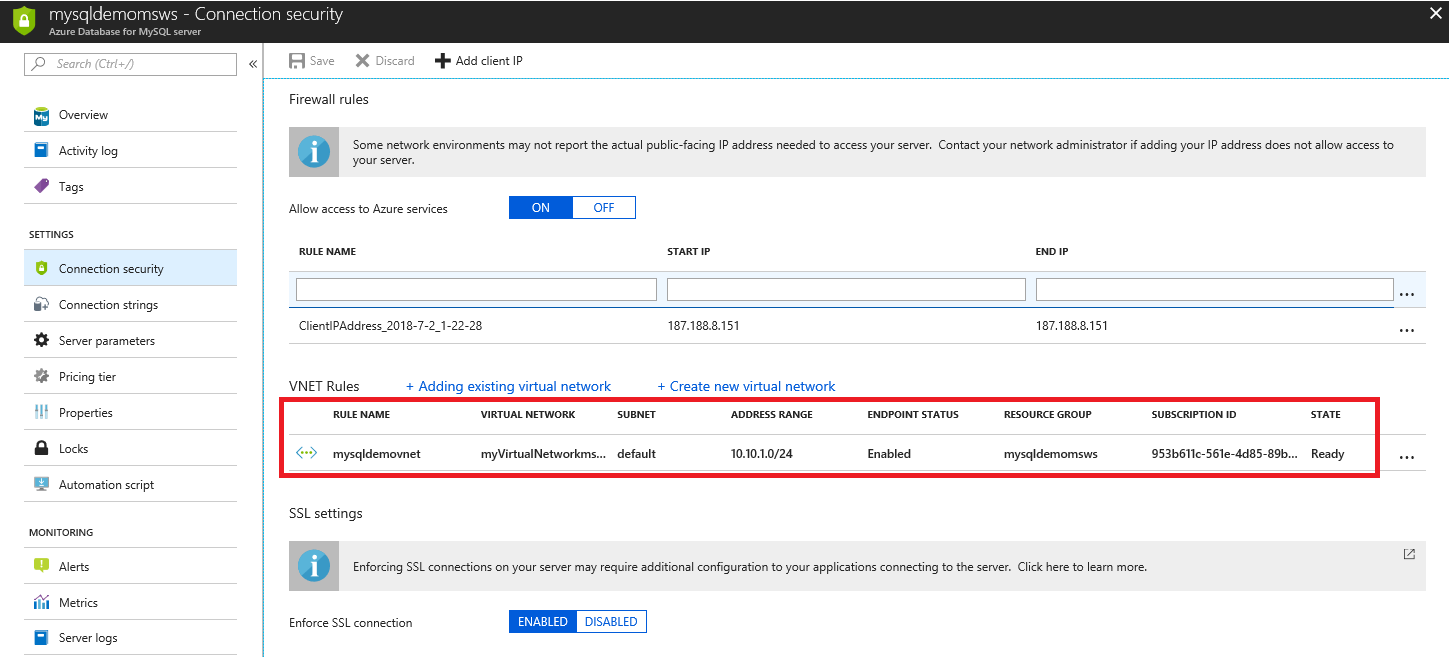 mysqldemomsws - Connection security
Azure Database for MySQL server
Search (Ctrl+/)
«
Save
Discard
Add client IP
Overview
Activity log
Tags
SETTINGS
Connection security
Connection strings
Server parameters
Pricing tier
Properties
Locks
Automation script
MONITORING
Alerts
Metrics
Server logs
Firewall rules
Some network environments may not report the actual public-facing IP address needed to access your server.  Contact your network administrator if adding your IP address does not allow access to
your server.
Allow access to Azure services ON OFF
RULE NAME START IP END IP
...
ClientIPAddress_2018-7-2_1-22-28 187.188.8.151 187.188.8.151 ...
VNET Rules + Adding existing virtual network + Create new virtual network
RULE NAME VIRTUAL NETWORK SUBNET ADDRESS RANGE ENDPOINT STATUS RESOURCE GROUP SUBSCRIPTION ID STATE
mysqldemovnet myVirtualNetworkms... default 10.10.1.0/24 Enabled mysqldemomsws 953b611c-561e-4d85-89b... Ready ...
SSL settings
Enforcing SSL connections on your server may require additional configuration to your applications connecting to the server.  Click here to learn more.
Enforce SSL connection ENABLED DISABLED